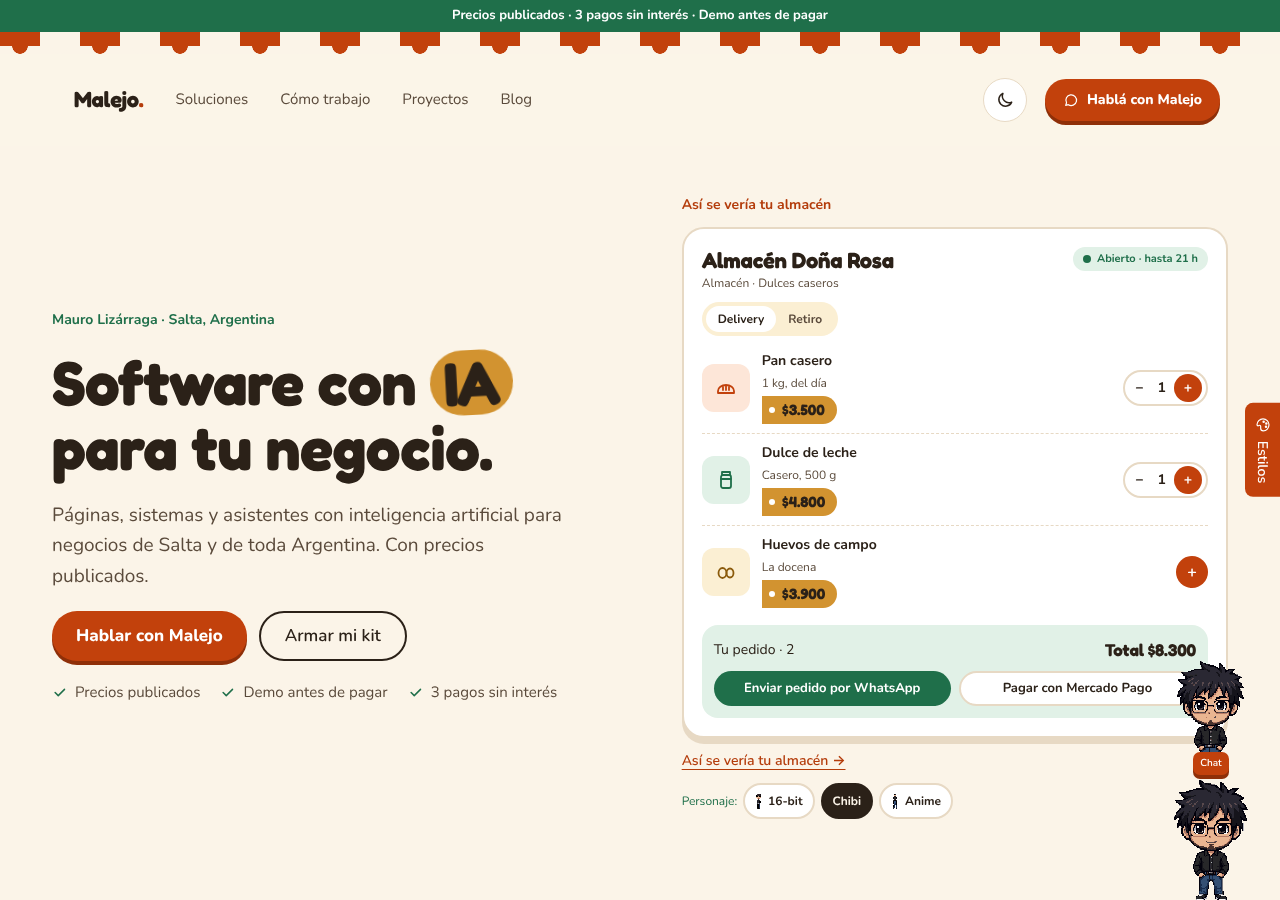 Precios publicados · 3 pagos sin interés · Demo antes de pagar
Malejo.
Soluciones
Cómo trabajo
Proyectos
Blog
Hablá con Malejo
Mauro Lizárraga · Salta, Argentina
Software con IA
para tu negocio.
Páginas, sistemas y asistentes con inteligencia artificial para
negocios de Salta y de toda Argentina. Con precios
publicados.
Hablar con Malejo
Armar mi kit
Precios publicados
Demo antes de pagar
3 pagos sin interés
Así se vería tu almacén
Almacén Doña Rosa
Abierto · hasta 21 h
Almacén · Dulces caseros
Delivery
Retiro
Pan casero
1 kg, del día
$3.500
− 1 +
Dulce de leche
Casero, 500 g
$4.800
− 1 +
Huevos de campo
La docena
$3.900
+
Tu pedido · 2
Total $8.300
Enviar pedido por WhatsApp
Pagar con Mercado Pago
Así se vería tu almacén →
Personaje:
16-bit
Chibi
Anime
Chat
Estilos